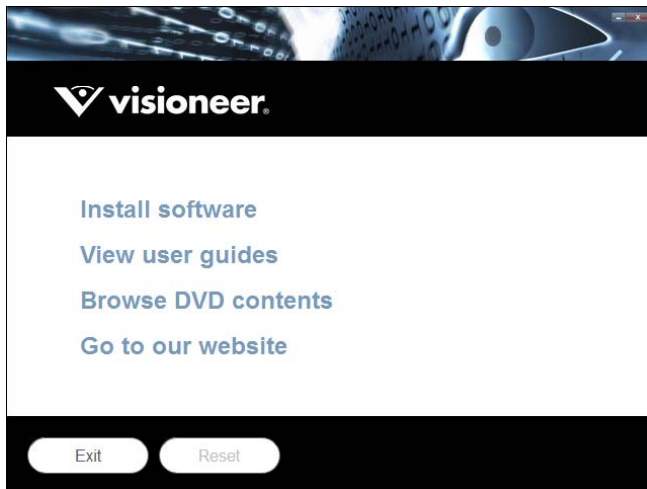 visioneer®
Install software
View user guides
Browse DVD contents
Go to our website
Exit
Reset